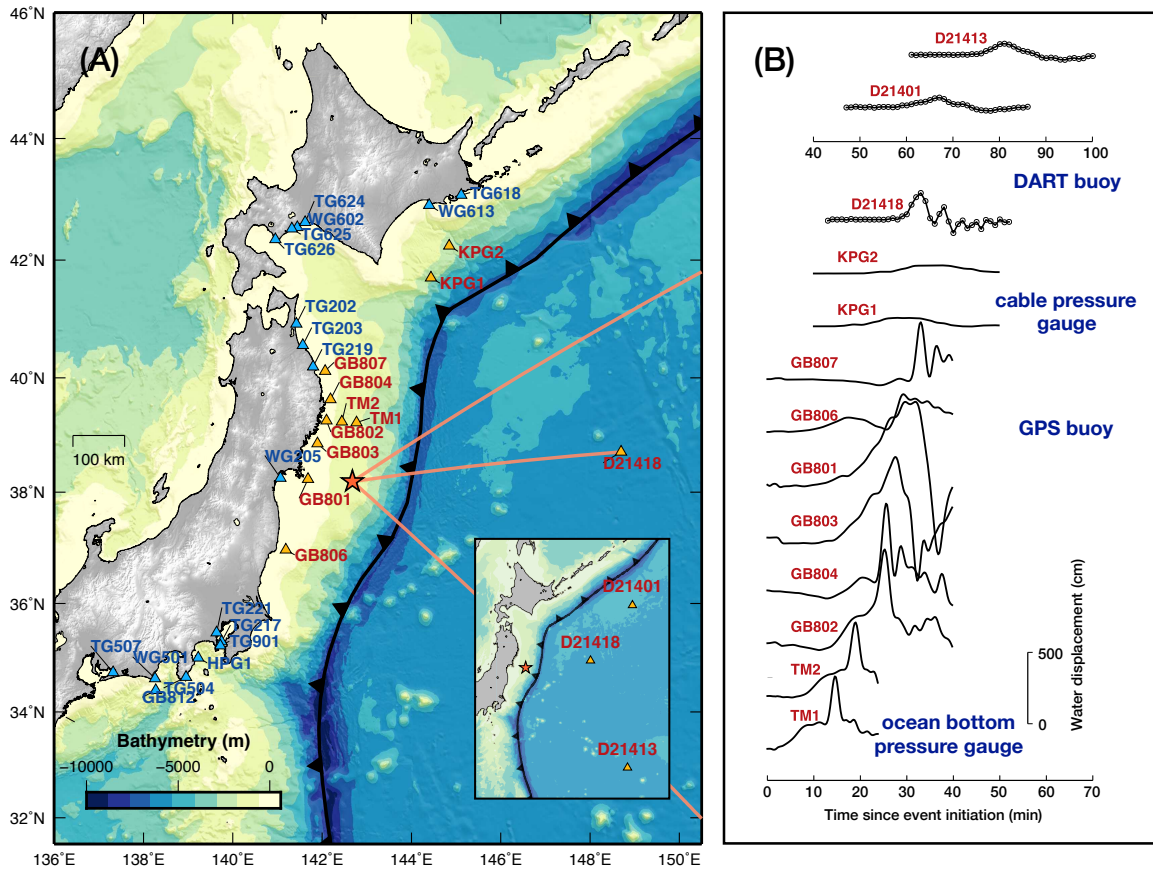 (A)
46°N
44°N
42°N
40°N
38°N
36°N
34°N
32°N
136°E
138°E
140°E
142°E
144°E
146°E
148°E
150°E
TG624
WG602
TG625
TG626
TG618
WG613
KPG2
KPG1
TG202
TG203
TG219
GB807
GB804
TM2
TM1
GB802
GB803
WG205
GB801
D21418
GB806
100 km
TG221
TG217
TG901
TG507
WG501
HPG1
TG504
GB812
Bathymetry (m)
−10000
−5000
0
D21401
D21418
D21413
(B)
D21413
D21401
40 50 60 70 80 90 100
DART buoy
D21418
KPG2
cable pressure
gauge
KPG1
GB807
GB806
GPS buoy
GB801
GB803
GB804
GB802
TM2
TM1
ocean bottom
pressure gauge
500
0
Water displacement (cm)
0 10 20 30 40 50 60 70
Time since event initiation (min)